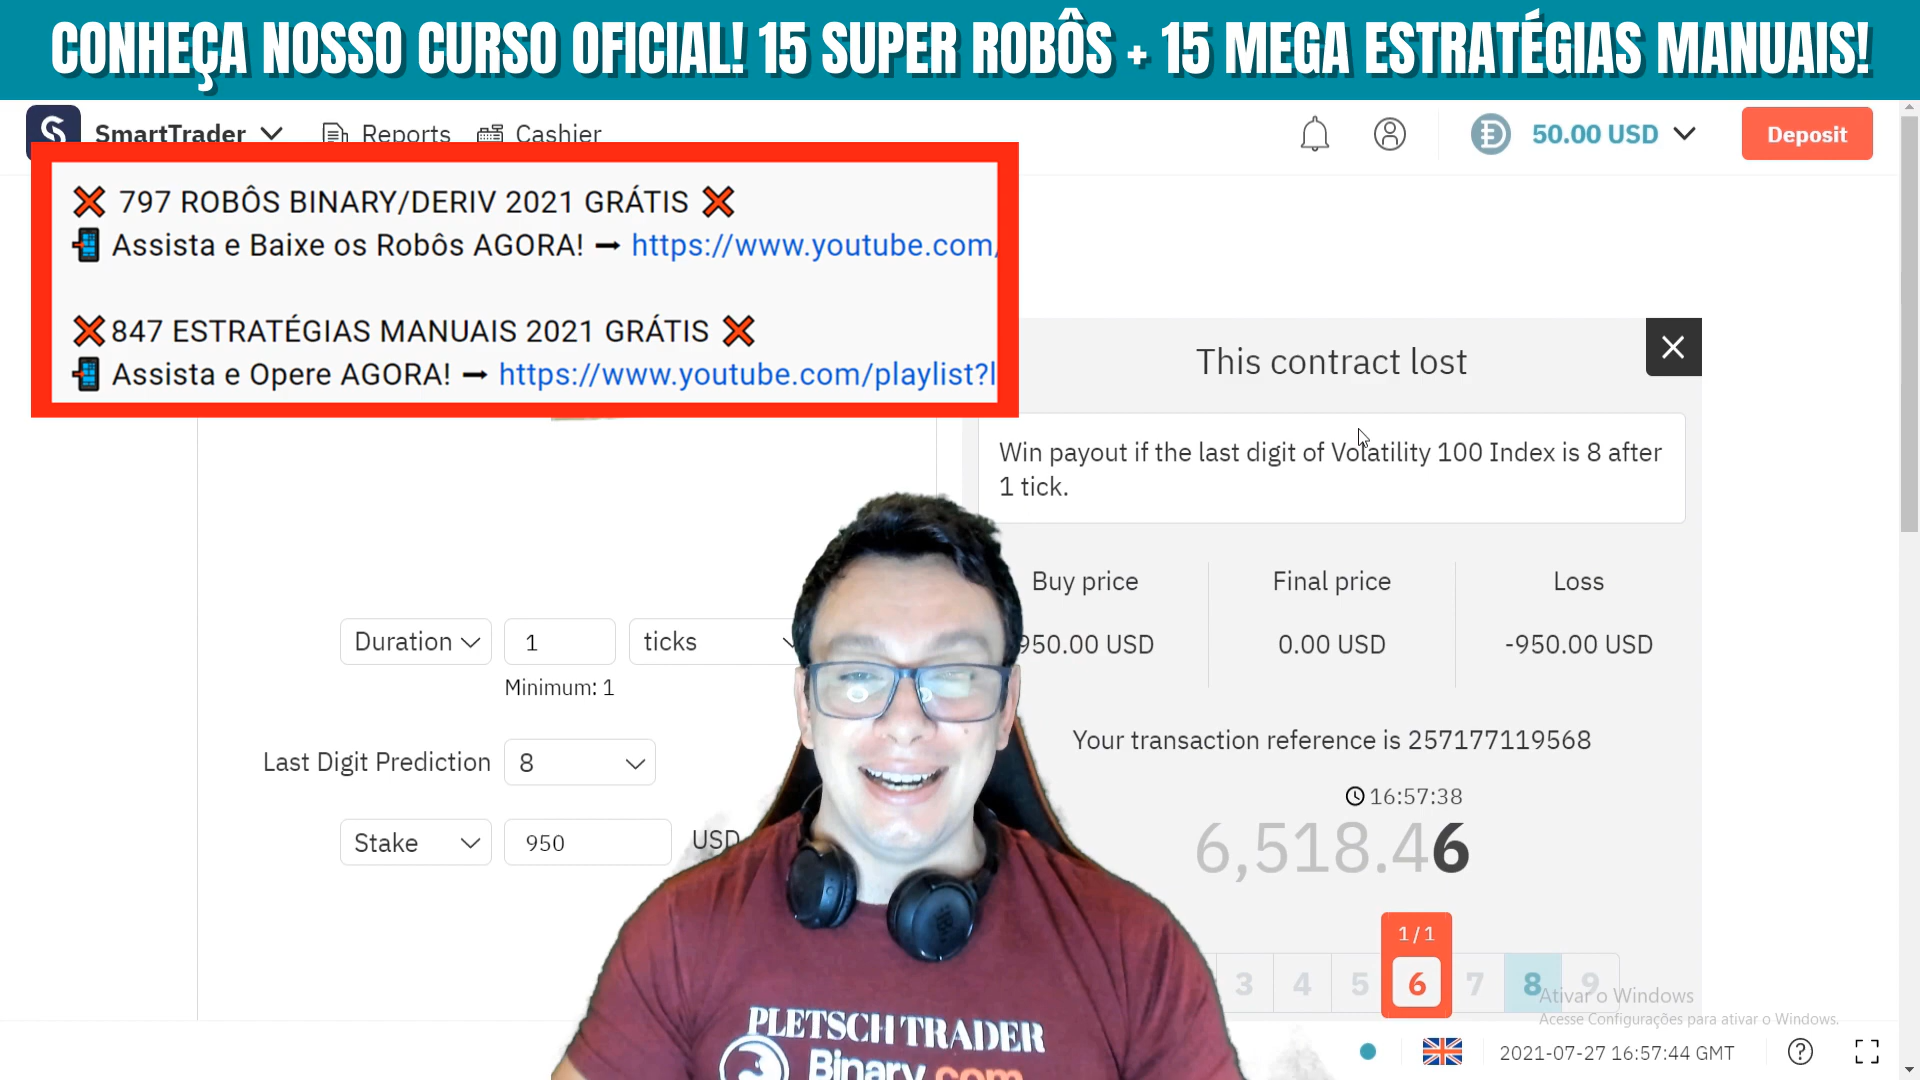 CONHEÇA NOSSO CURSO OFICIAL! 15 SUPER ROBÔS + 15 MEGA ESTRATÉGIAS MANUAIS!
SmartTrader Reports Cashier 50.00 USD Deposit
797 ROBÔS BINARY/DERIV 2021 GRÁTIS
Assista e Baixe os Robôs AGORA! → https://www.youtube.com/
847 ESTRATÉGIAS MANUAIS 2021 GRÁTIS
Assista e Opere AGORA! → https://www.youtube.com/playlist?l
This contract lost
Win payout if the last digit of Volatility 100 Index is 8 after
1 tick.
Buy price Final price Loss
950.00 USD 0.00 USD -950.00 USD
Duration 1 ticks
Minimum: 1
Your transaction reference is 257177119568
Last Digit Prediction 8
16:57:38
Stake 950 USD
6,518.46
1/1
3 4 5 6 7 8 9
Ativar o Windows
Acesse Configurações para ativar o Windows.
PLETSCH TRADER
Binary.com
2021-07-27 16:57:44 GMT